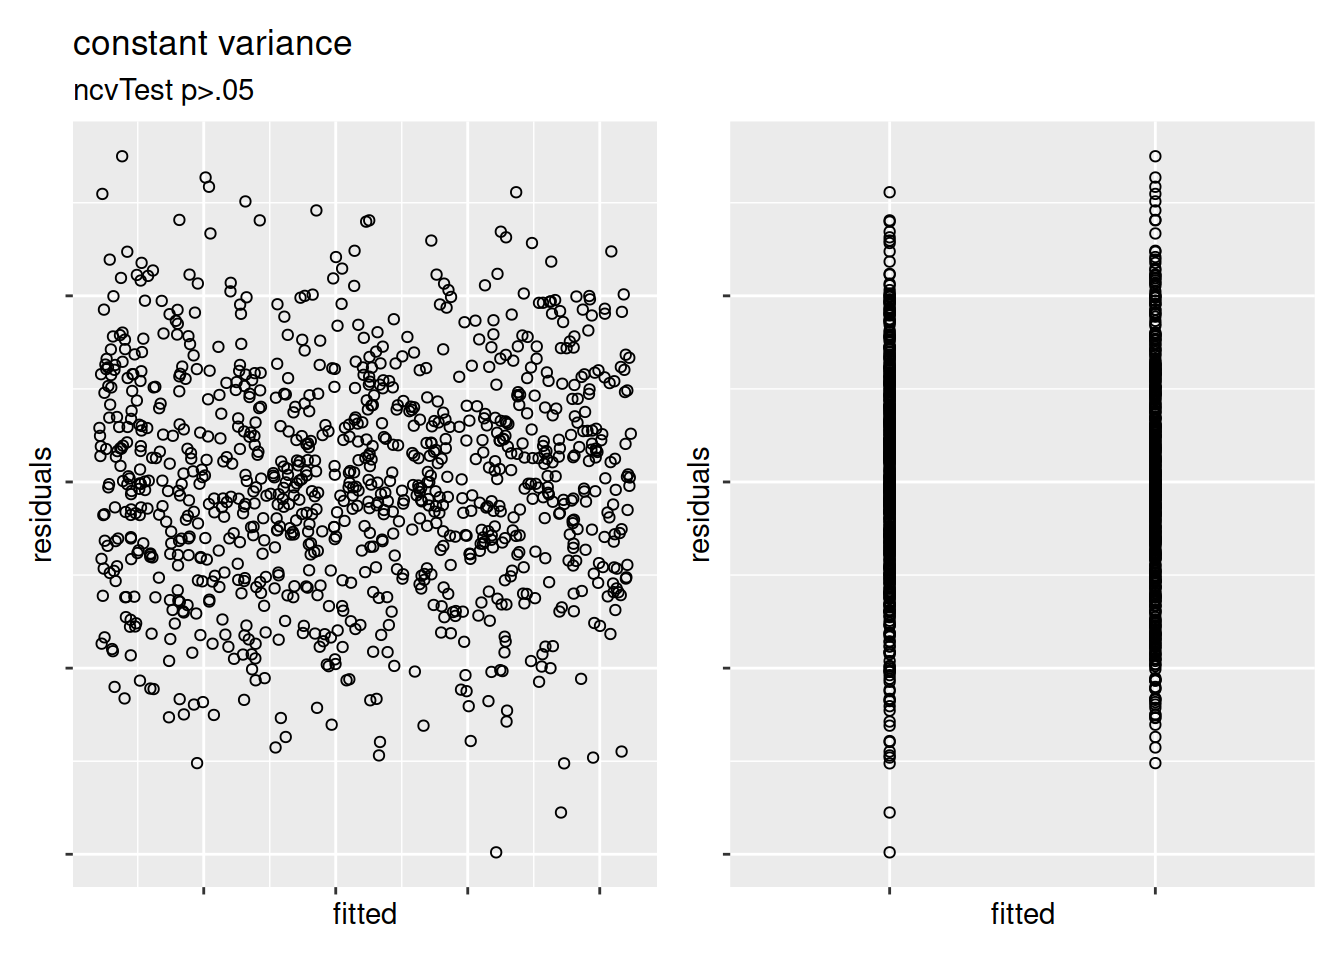 constant variance
ncvTest p>.05
residuals
fitted
residuals
fitted